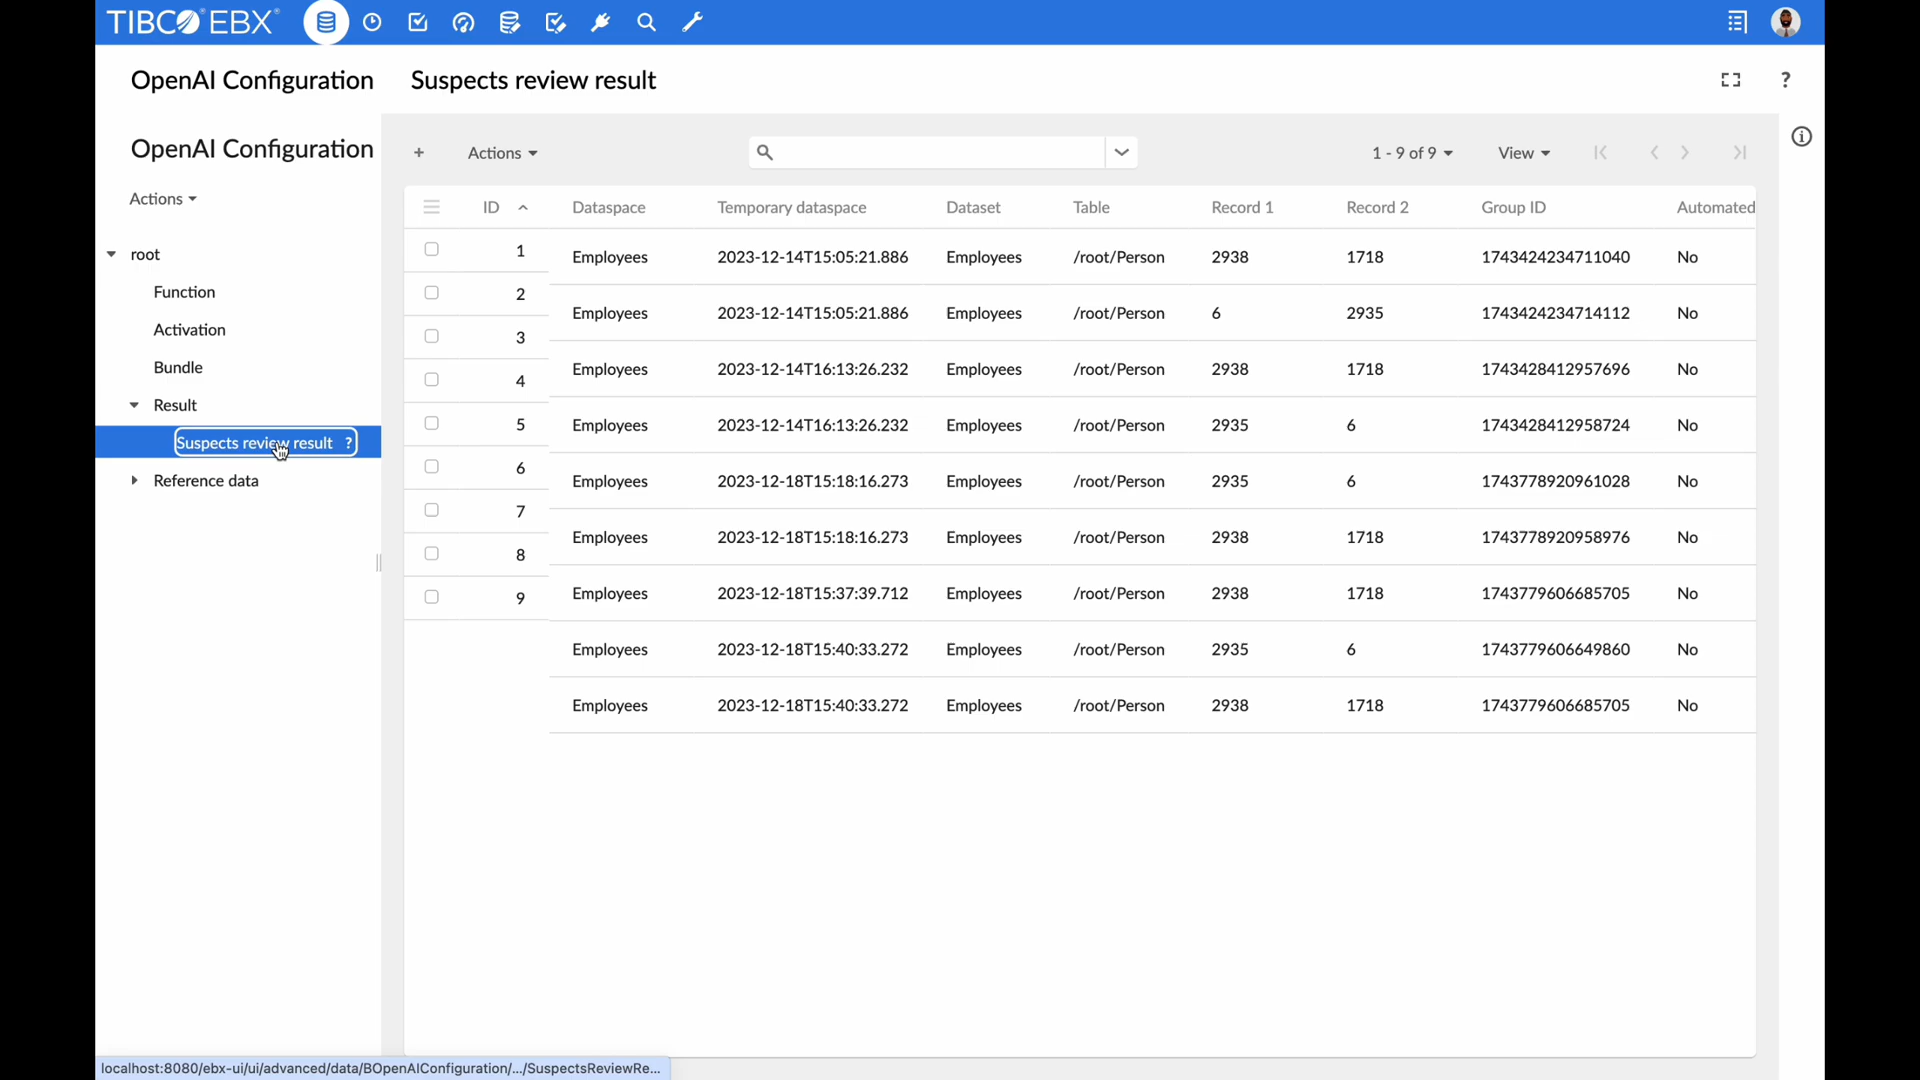 TIBCO EBX
OpenAI Configuration
Suspects review result
?
OpenAI Configuration
Actions
root
Function
Activation
Bundle
Result
Suspects review result ?
Reference data
+ Actions
1 - 9 of 9
View
ID Dataspace Temporary dataspace Dataset Table Record 1 Record 2 Group ID Automated
1 Employees 2023-12-14T15:05:21.886 Employees /root/Person 2938 1718 1743424234711040 No
2 Employees 2023-12-14T15:05:21.886 Employees /root/Person 6 2935 1743424234714112 No
3 Employees 2023-12-14T16:13:26.232 Employees /root/Person 2938 1718 1743428412957696 No
4 Employees 2023-12-14T16:13:26.232 Employees /root/Person 2935 6 1743428412958724 No
5 Employees 2023-12-18T15:18:16.273 Employees /root/Person 2935 6 1743778920961028 No
6 Employees 2023-12-18T15:18:16.273 Employees /root/Person 2938 1718 1743778920958976 No
7 Employees 2023-12-18T15:37:39.712 Employees /root/Person 2938 1718 1743779606685705 No
8 Employees 2023-12-18T15:40:33.272 Employees /root/Person 2935 6 1743779606649860 No
9 Employees 2023-12-18T15:40:33.272 Employees /root/Person 2938 1718 1743779606685705 No
localhost:8080/ebx-ui/ui/advanced/data/BOpenAIConfiguration/.../SuspectsReviewRe...